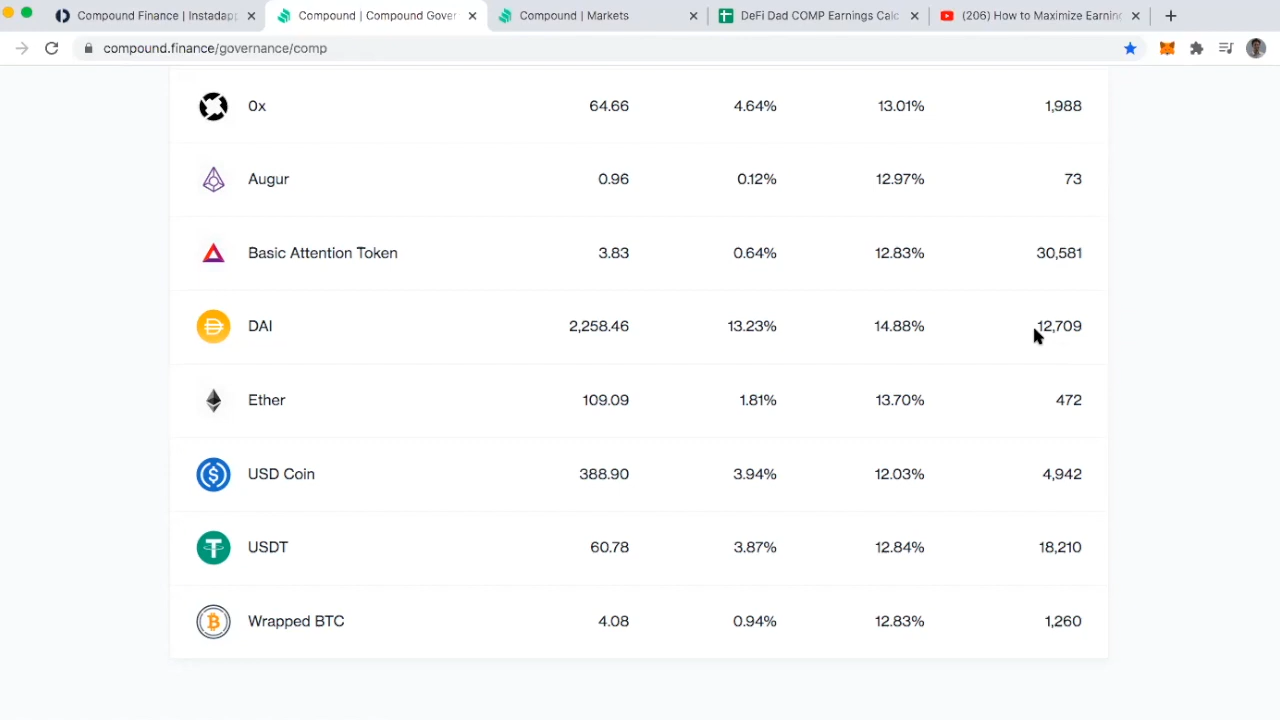 Compound Finance | Instadapp
Compound | Compound Gover
Compound | Markets
DeFi Dad COMP Earnings Calc
(206) How to Maximize Earning
compound.finance/governance/comp
0x 64.66 4.64% 13.01% 1,988
Augur 0.96 0.12% 12.97% 73
Basic Attention Token 3.83 0.64% 12.83% 30,581
DAI 2,258.46 13.23% 14.88% 12,709
Ether 109.09 1.81% 13.70% 472
USD Coin 388.90 3.94% 12.03% 4,942
USDT 60.78 3.87% 12.84% 18,210
Wrapped BTC 4.08 0.94% 12.83% 1,260